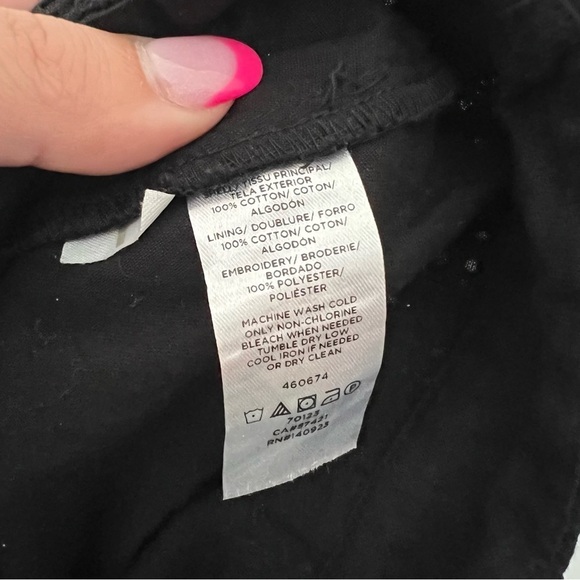 PRINCIPAL/
TELA EXTERIOR
100% COTTON/ COTON/
ALGODÓN
LINING/ DOUBLURE/ FORRO
100% COTTON/ COTON/
ALGODÓN
EMBROIDERY/ BRODERIE/
BORDADO
100% POLYESTER/
POLIÉSTER
MACHINE WASH COLD
ONLY NON-CHLORINE
BLEACH WHEN NEEDED
TUMBLE DRY LOW
COOL IRON IF NEEDED
OR DRY CLEAN
460674
70123
CA#57431
RN#140923